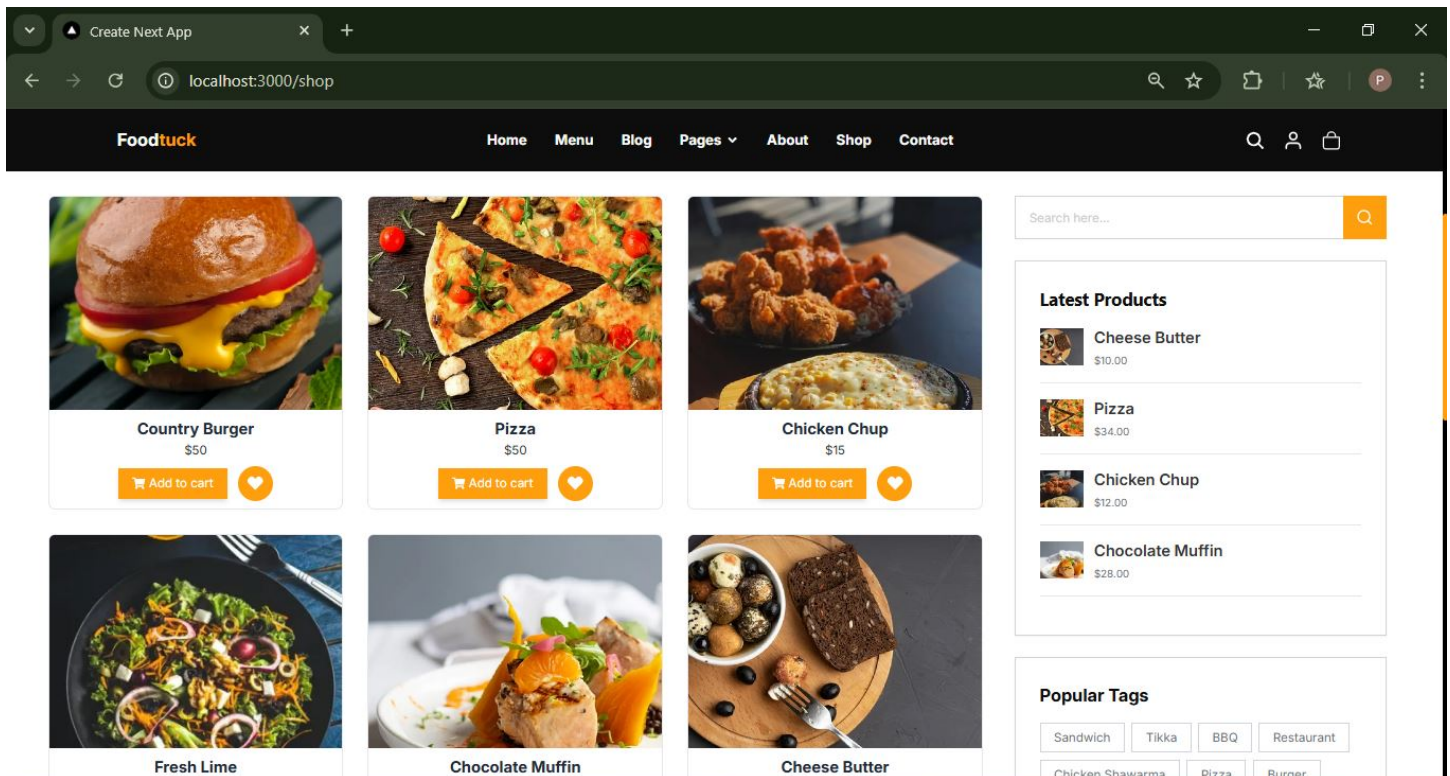 Create Next App
localhost:3000/shop
P
Foodtuck
Home Menu Blog Pages About Shop Contact
Country Burger
$50
Add to cart
Pizza
$50
Add to cart
Chicken Chup
$15
Add to cart
Fresh Lime
Chocolate Muffin
Cheese Butter
Search here...
Latest Products
Cheese Butter
$10.00
Pizza
$34.00
Chicken Chup
$12.00
Chocolate Muffin
$28.00
Popular Tags
Sandwich Tikka BBQ Restaurant
Chicken Shawarma Pizza Burger